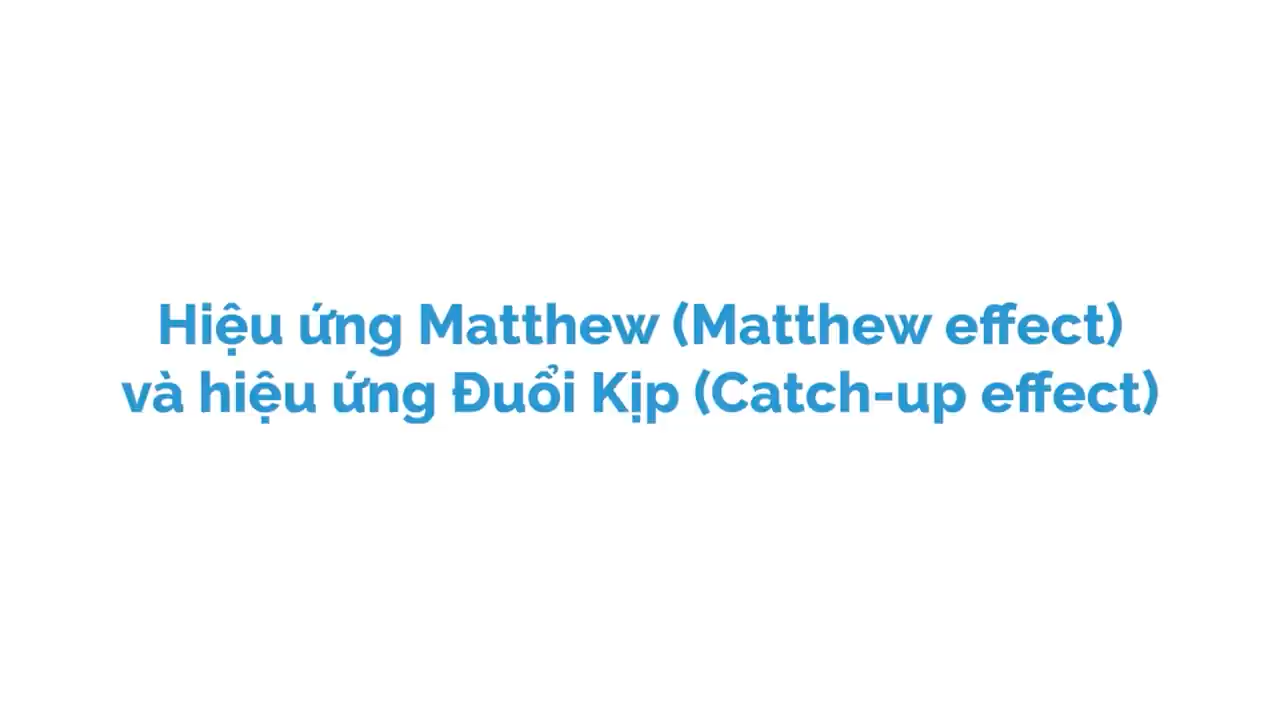 Hiệu ứng Matthew (Matthew effect)
và hiệu ứng Đuổi Kịp (Catch-up effect)